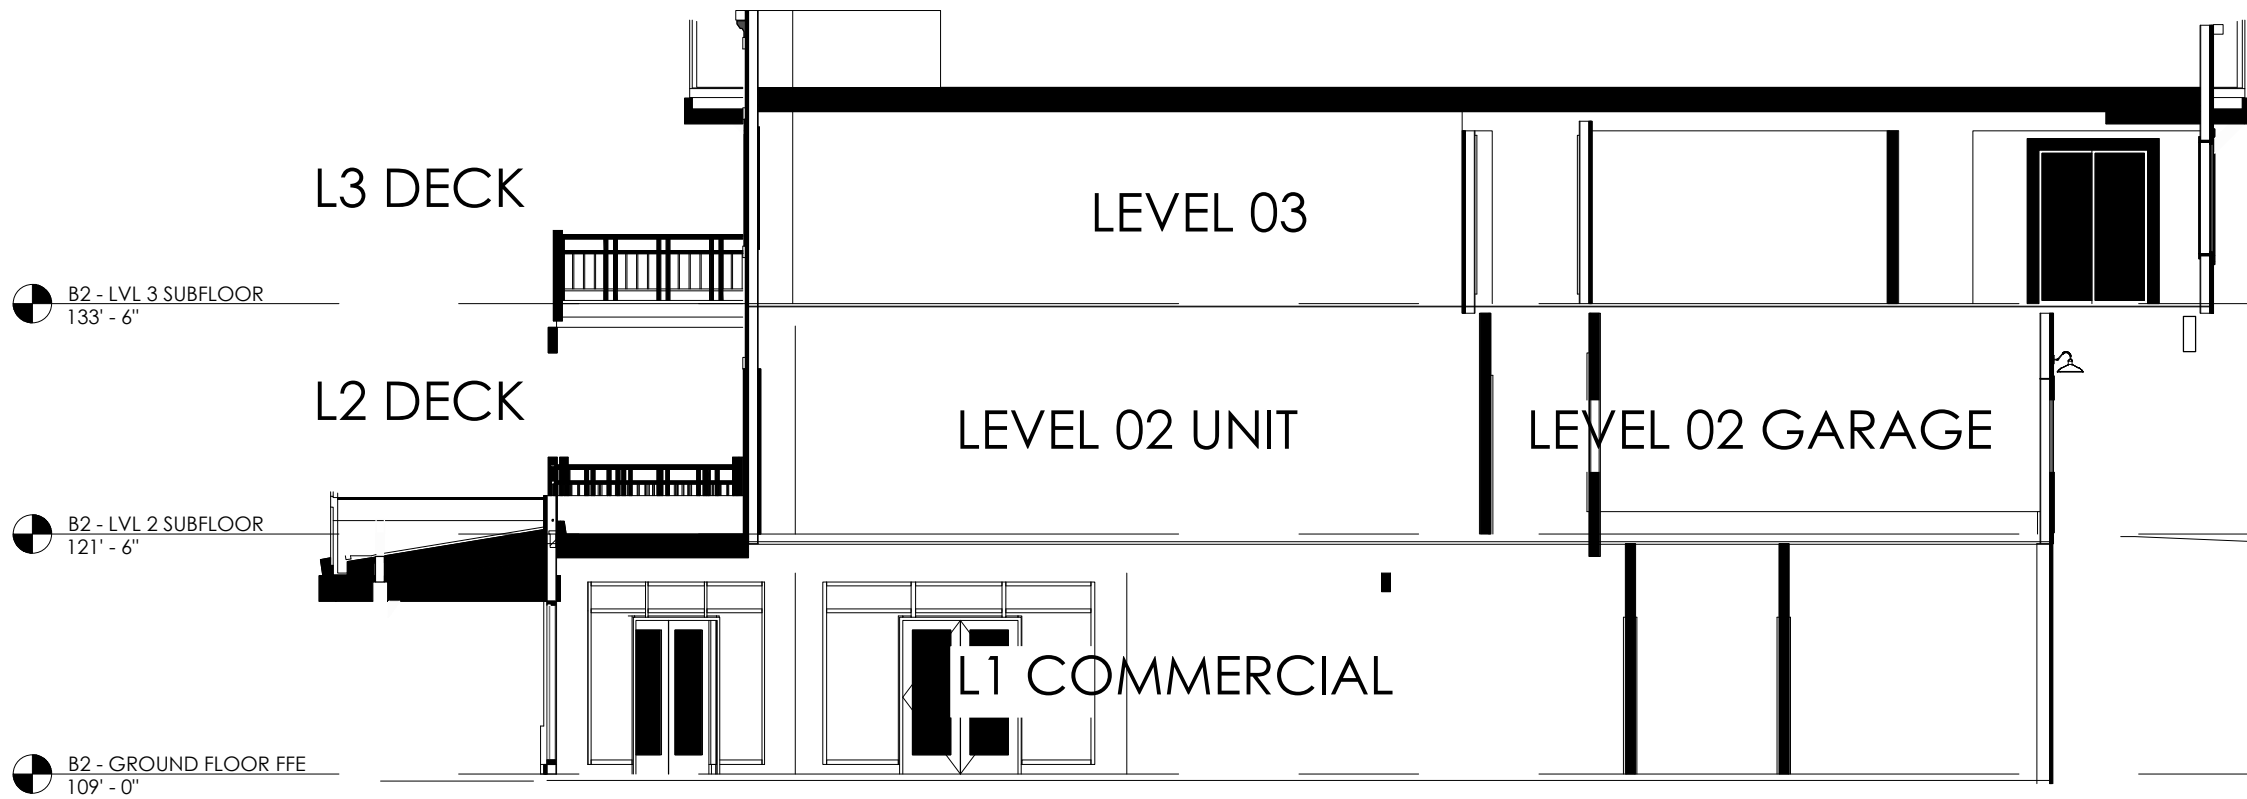 L3 DECK
LEVEL 03
B2 - LVL 3 SUBFLOOR
133' - 6"
L2 DECK
LEVEL 02 UNIT
LEVEL 02 GARAGE
B2 - LVL 2 SUBFLOOR
121' - 6"
L1 COMMERCIAL
B2 - GROUND FLOOR FFE
109' - 0"